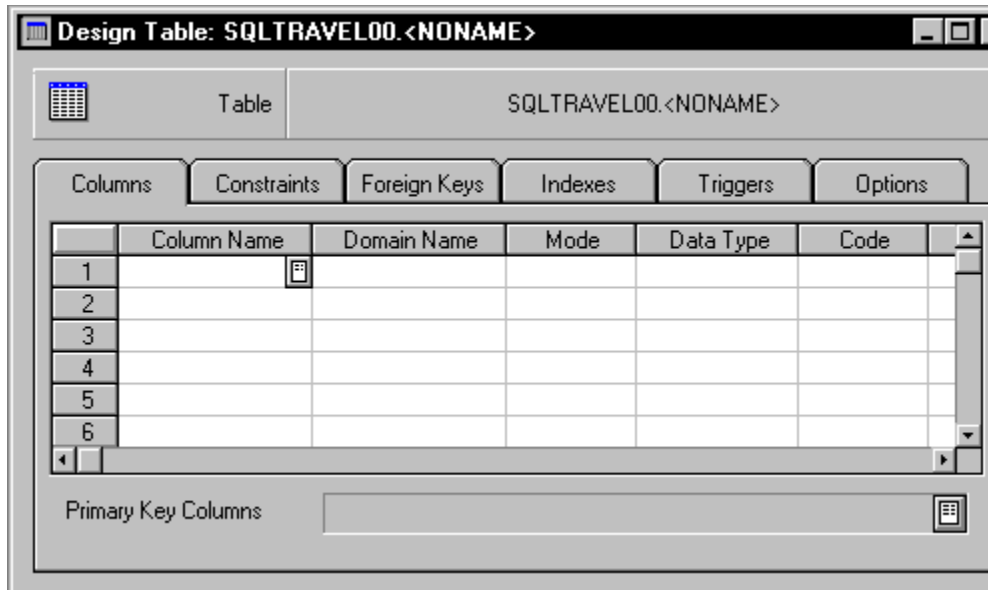 Design Table: SQLTRAVEL00.<NONAME>
Table SQLTRAVEL00.<NONAME>
Columns Constraints Foreign Keys Indexes Triggers Options
Column Name Domain Name Mode Data Type Code
1
2
3
4
5
6
Primary Key Columns